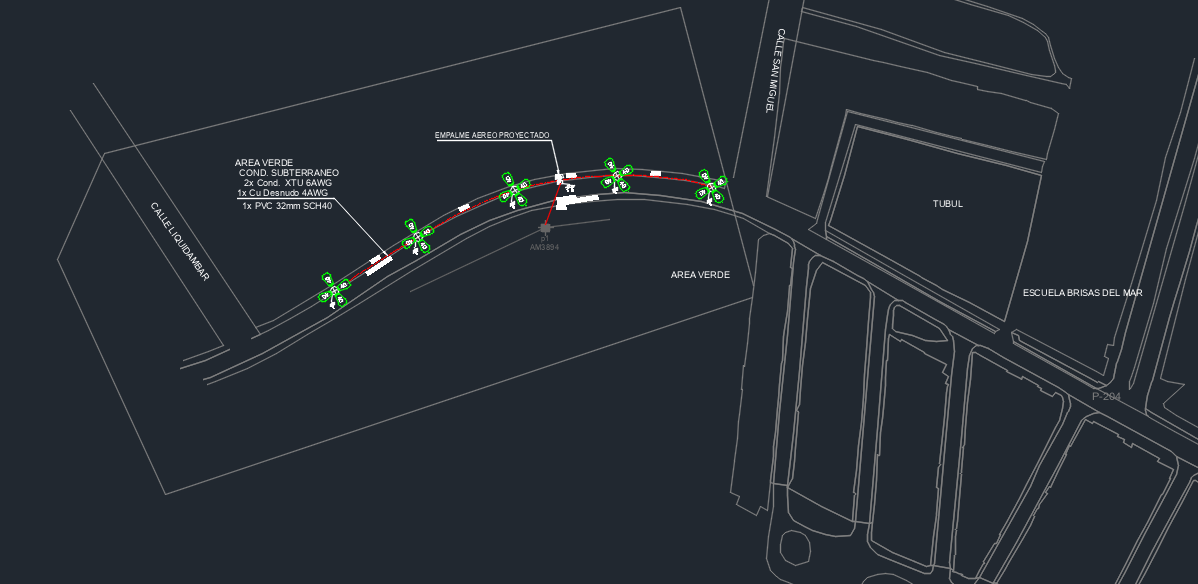 CALLE SAN MIGUEL
EMPALME AEREO PROYECTADO
AREA VERDE
COND. SUBTERRANEO
2x Cond. XTU 6AWG
1x Cu Desnudo 4AWG
1x PVC 32mm SCH40
CALLE LIQUIDAMBAR
TUBUL
AM3894
AREA VERDE
ESCUELA BRISAS DEL MAR
P-204